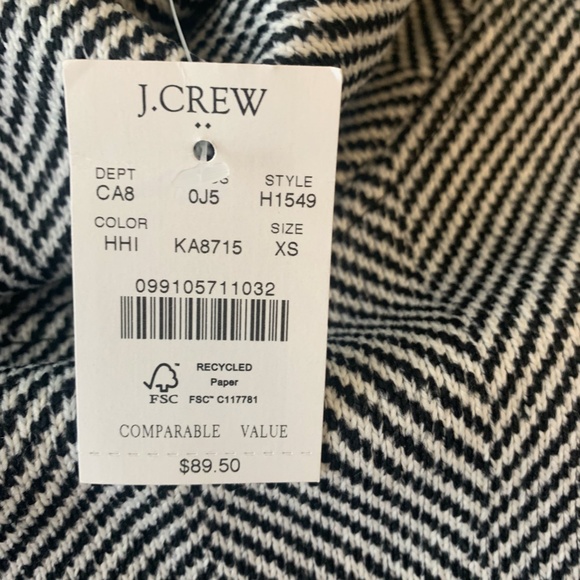 J.CREW
DEPT STYLE
CA8 0J5 H1549
COLOR SIZE
HHI KA8715 XS
099105711032
RECYCLED
Paper
FSC FSC™ C117781
COMPARABLE VALUE
$89.50